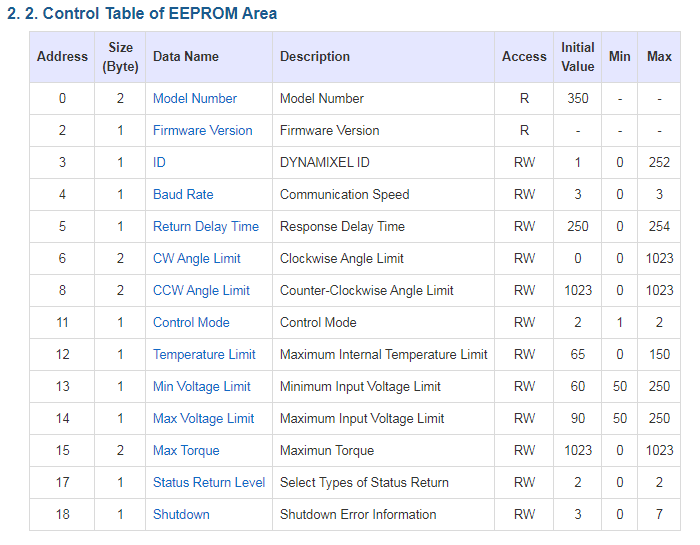 2. 2. Control Table of EEPROM Area
Address Size (Byte) Data Name Description Access Initial Value Min Max
0 2 Model Number Model Number R 350 - -
2 1 Firmware Version Firmware Version R - - -
3 1 ID DYNAMIXEL ID RW 1 0 252
4 1 Baud Rate Communication Speed RW 3 0 3
5 1 Return Delay Time Response Delay Time RW 250 0 254
6 2 CW Angle Limit Clockwise Angle Limit RW 0 0 1023
8 2 CCW Angle Limit Counter-Clockwise Angle Limit RW 1023 0 1023
11 1 Control Mode Control Mode RW 2 1 2
12 1 Temperature Limit Maximum Internal Temperature Limit RW 65 0 150
13 1 Min Voltage Limit Minimum Input Voltage Limit RW 60 50 250
14 1 Max Voltage Limit Maximum Input Voltage Limit RW 90 50 250
15 2 Max Torque Maximun Torque RW 1023 0 1023
17 1 Status Return Level Select Types of Status Return RW 2 0 2
18 1 Shutdown Shutdown Error Information RW 3 0 7